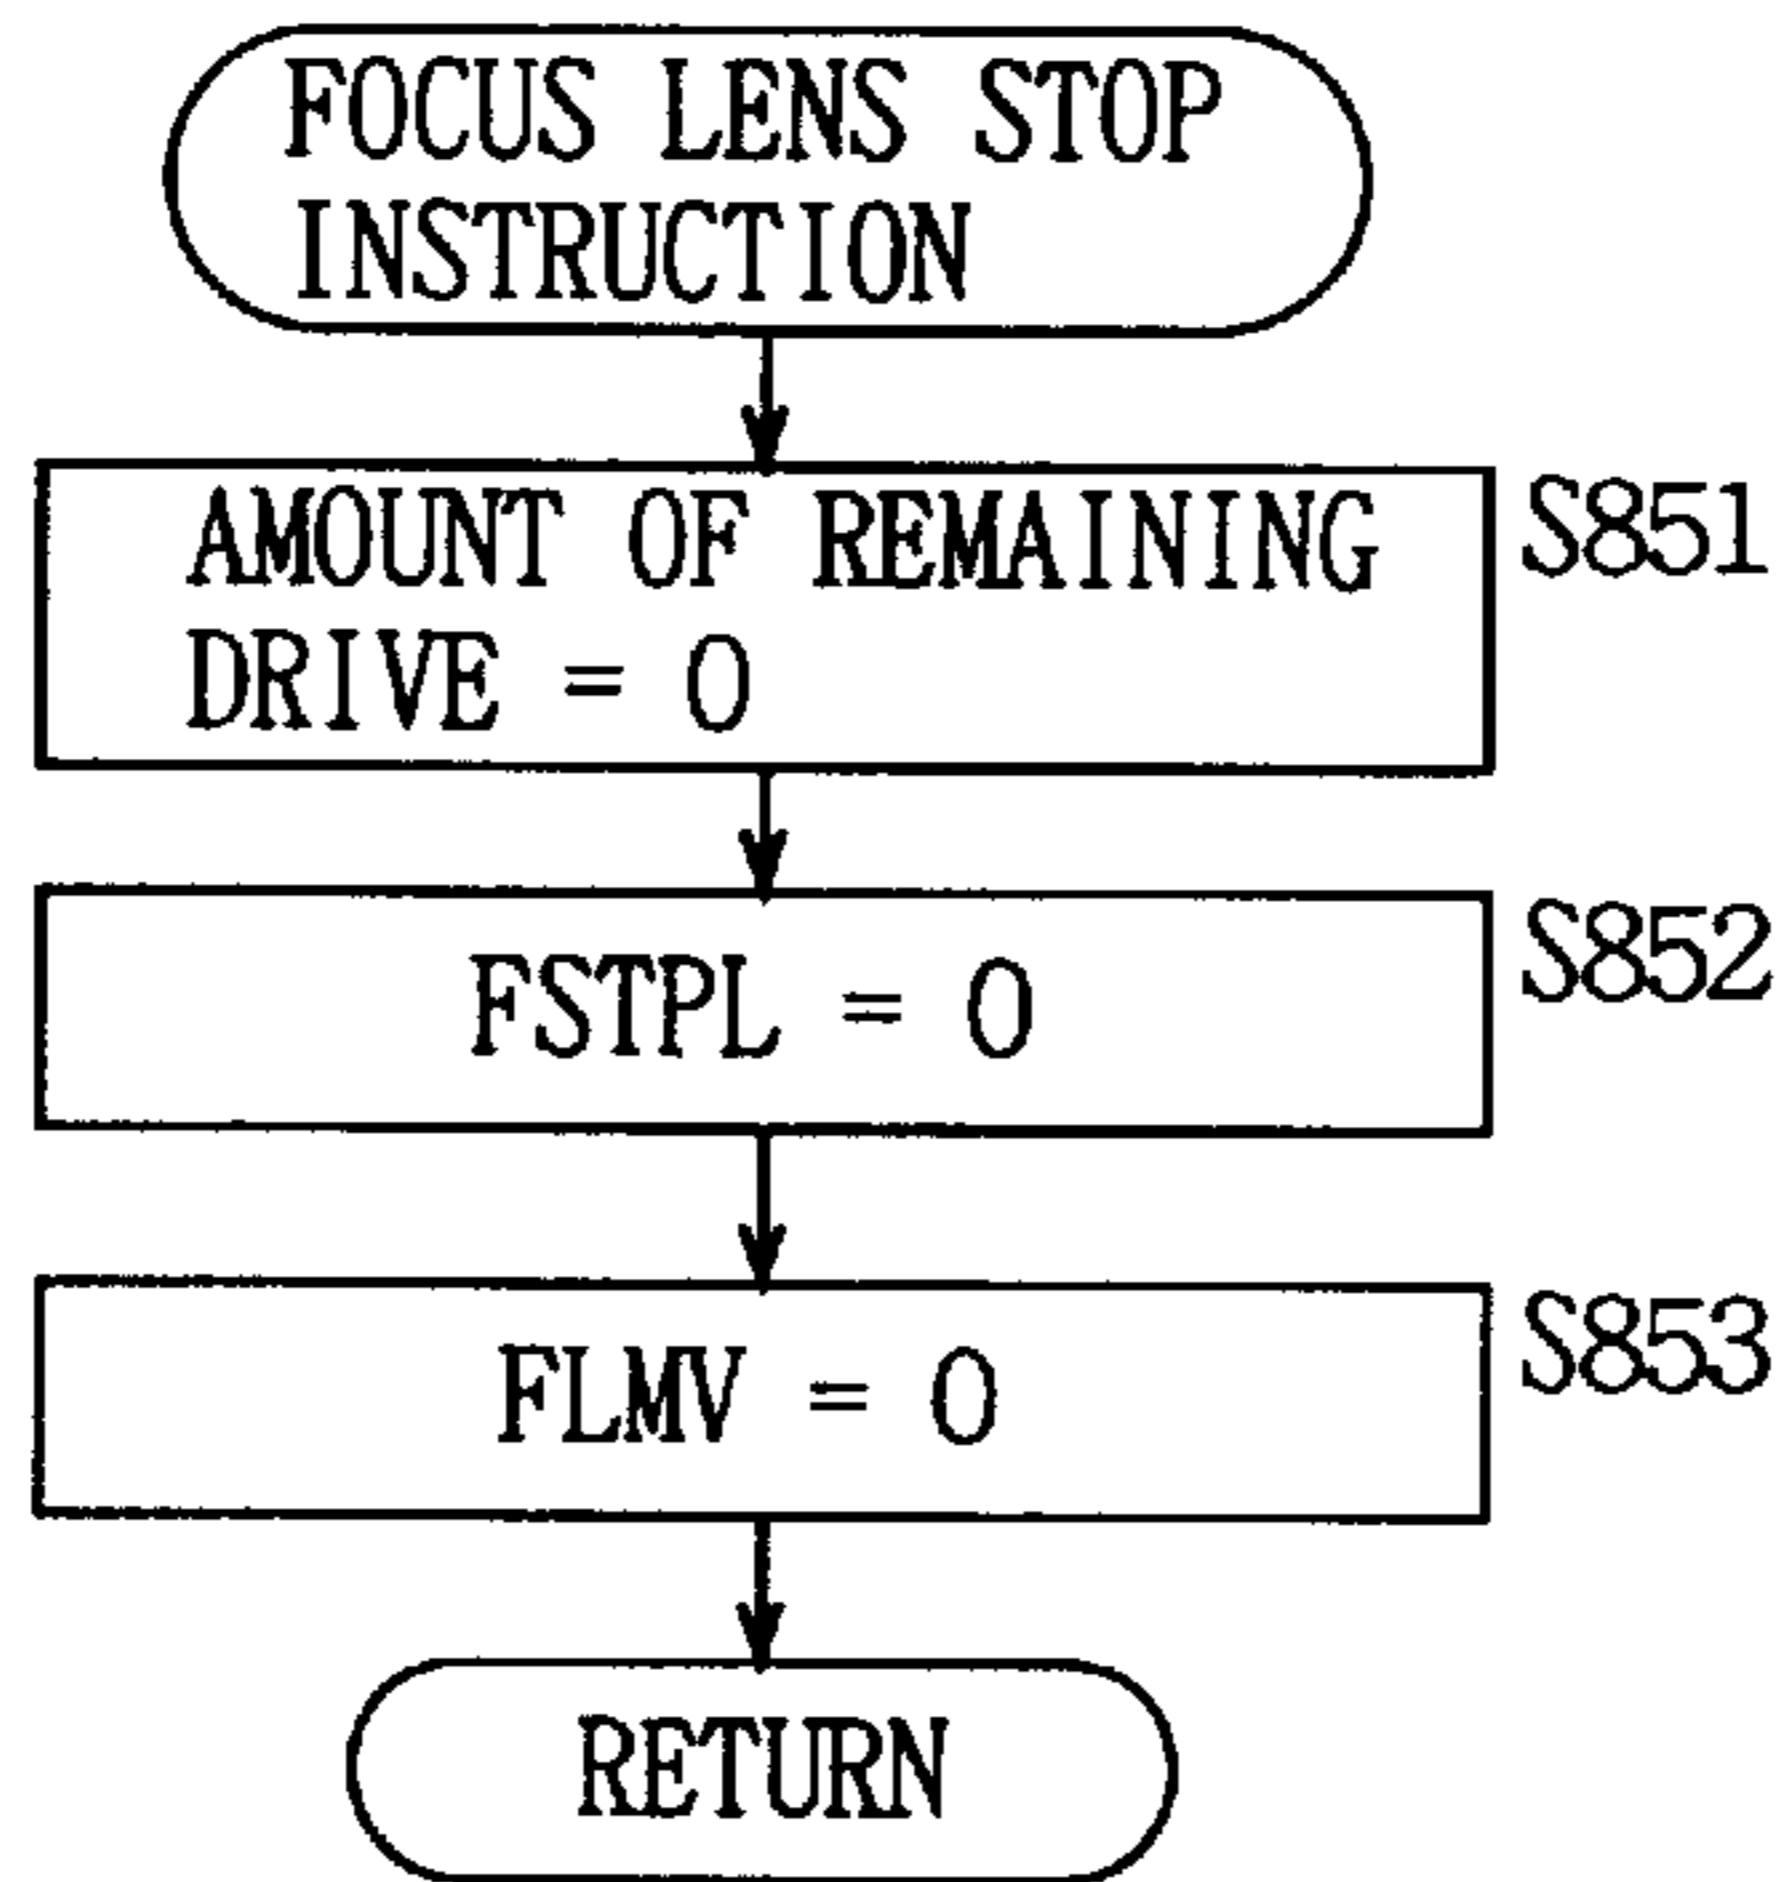 FOCUS LENS STOP
INSTRUCTION
AMOUNT OF REMAINING
DRIVE = 0
S851
FSTPL = 0
S852
FLMV = 0
S853
RETURN